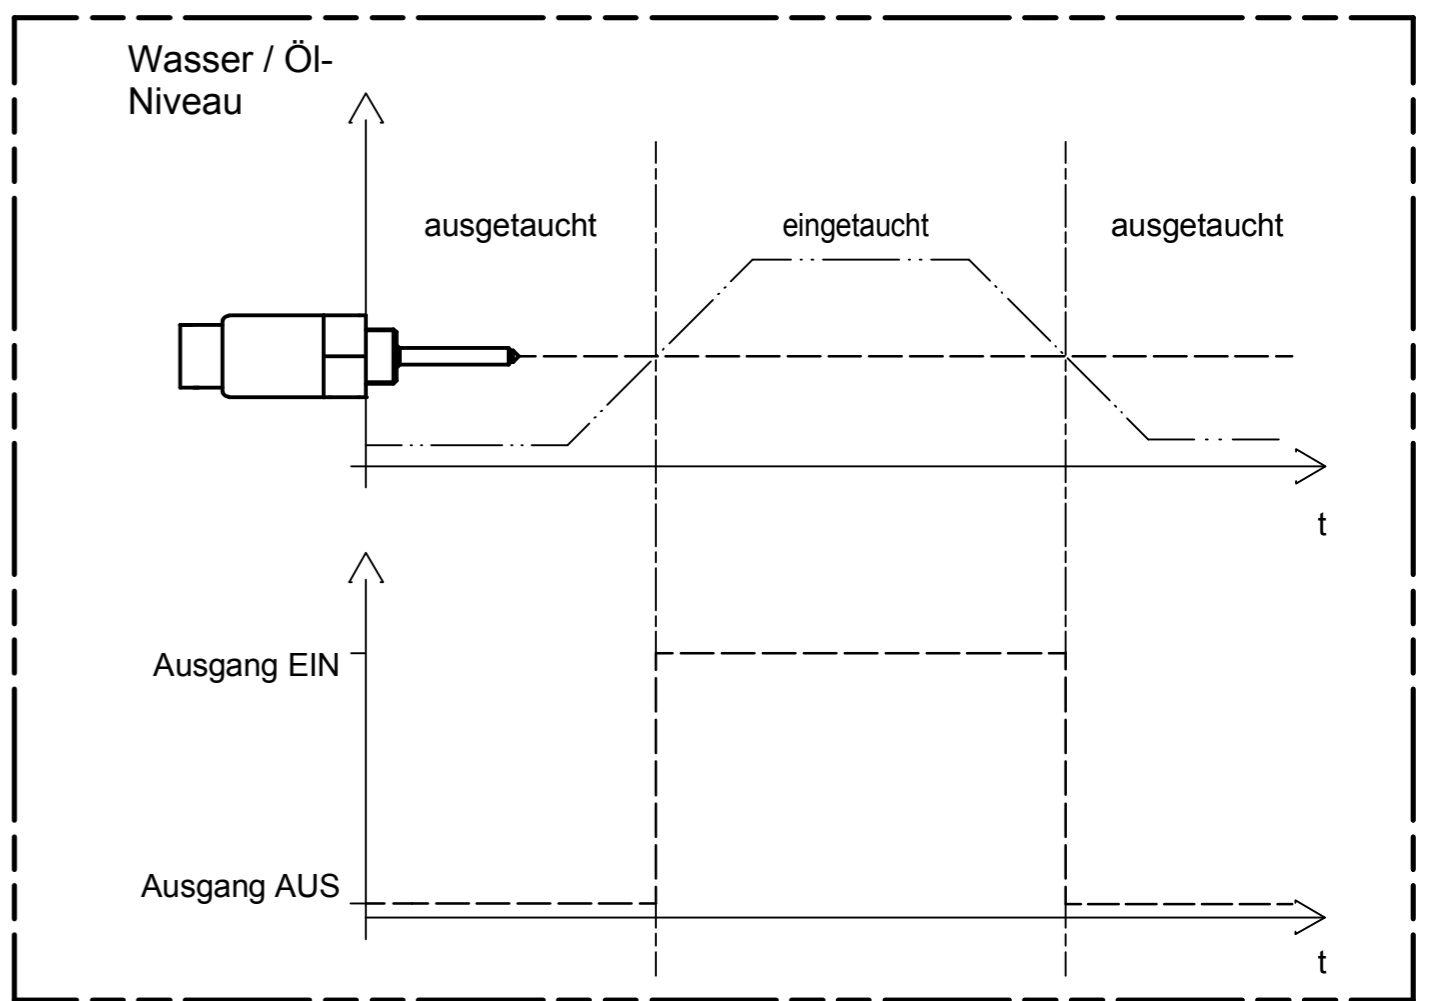 Wasser / Öl-
Niveau
ausgetaucht
eingetaucht
ausgetaucht
t
Ausgang EIN
Ausgang AUS
t